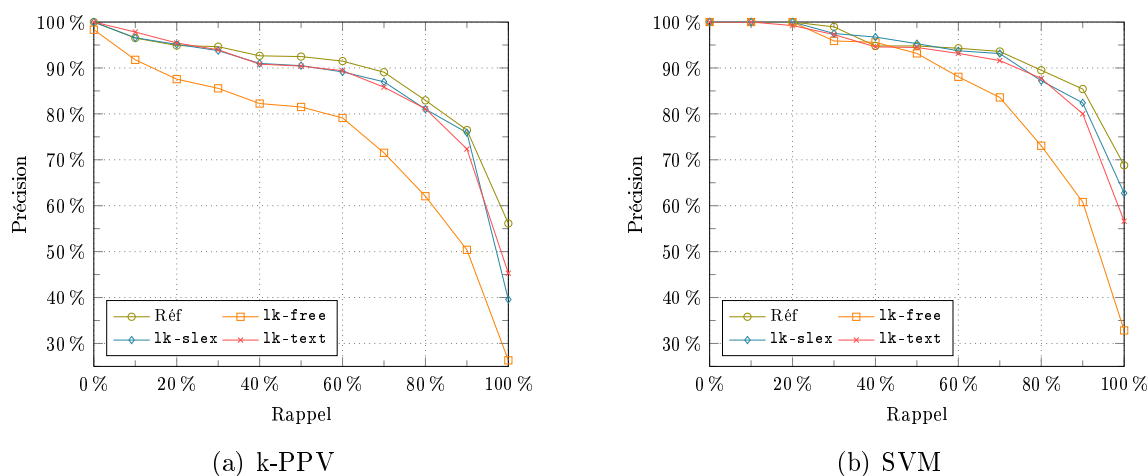 100 %
90 %
80 %
70 %
60 %
50 %
40 %
30 %
Précision
Réf
lk-free
lk-slex
lk-text
0 % 20 % 40 % 60 % 80 % 100 %
Rappel
(a) k-PPV
100 %
90 %
80 %
70 %
60 %
50 %
40 %
30 %
Précision
Réf
lk-free
lk-slex
lk-text
0 % 20 % 40 % 60 % 80 % 100 %
Rappel
(b) SVM